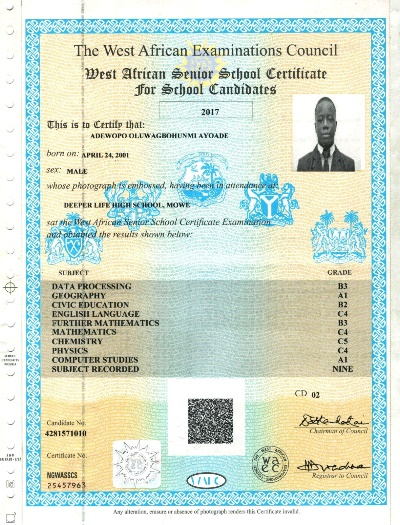 The West African Examinations Council
West African Senior School Certificate
For School Candidates
2017
This is to Certify that:
ADEWOPO OLUWAGBOHUNMI AYOADE
born on: APRIL 24, 2001
sex: MALE
whose photograph is embossed, having been in attendance at:
DEEPER LIFE HIGH SCHOOL, MOWE
sat the West African Senior School Certificate Examination
and obtained the results shown below:
SUBJECT GRADE
DATA PROCESSING B3
GEOGRAPHY A1
CIVIC EDUCATION B2
ENGLISH LANGUAGE C4
FURTHER MATHEMATICS B3
MATHEMATICS C4
CHEMISTRY C5
PHYSICS C4
COMPUTER STUDIES A1
SUBJECT RECORDED NINE
CD 02
Candidate No.
4281571010
Chairman of Council
Certificate No.
NGWASSCS
25457963
Registrar to Council
Any alteration, erasure or absence of photograph renders this Certificate invalid.